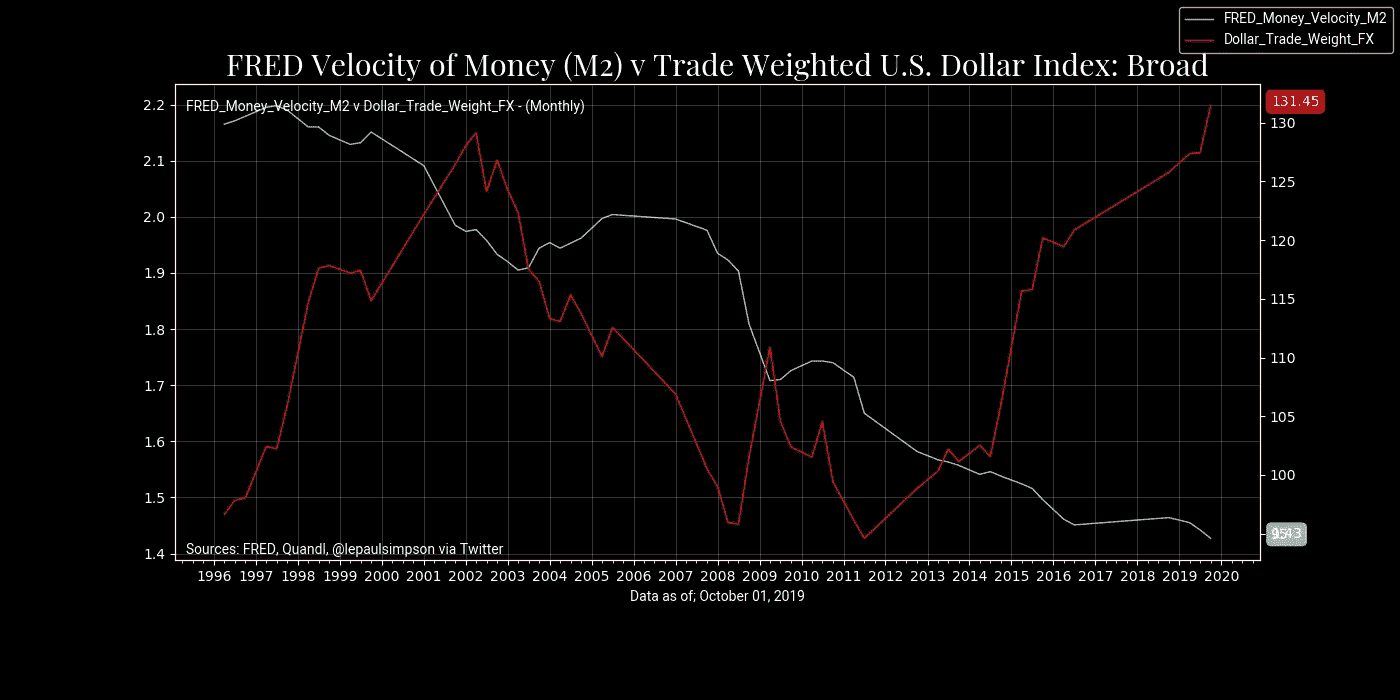 FRED_Money_Velocity_M2
Dollar_Trade_Weight_FX
FRED Velocity of Money (M2) v Trade Weighted U.S. Dollar Index: Broad
FRED_Money_Velocity_M2 v Dollar_Trade_Weight_FX - (Monthly)
2.2
2.1
2.0
1.9
1.8
1.7
1.6
1.5
1.4
131.45
130
125
120
115
110
105
100
Sources: FRED, Quandl, @lepaulsimpson via Twitter
1996 1997 1998 1999 2000 2001 2002 2003 2004 2005 2006 2007 2008 2009 2010 2011 2012 2013 2014 2015 2016 2017 2018 2019 2020
Data as of; October 01, 2019